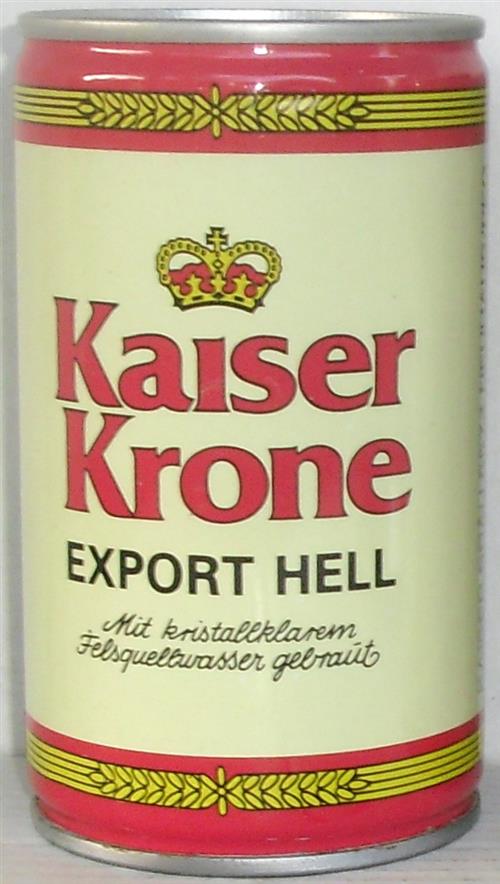 Kaiser
Krone
EXPORT HELL
Mit kristallklarem
Felsquellwasser gebraut